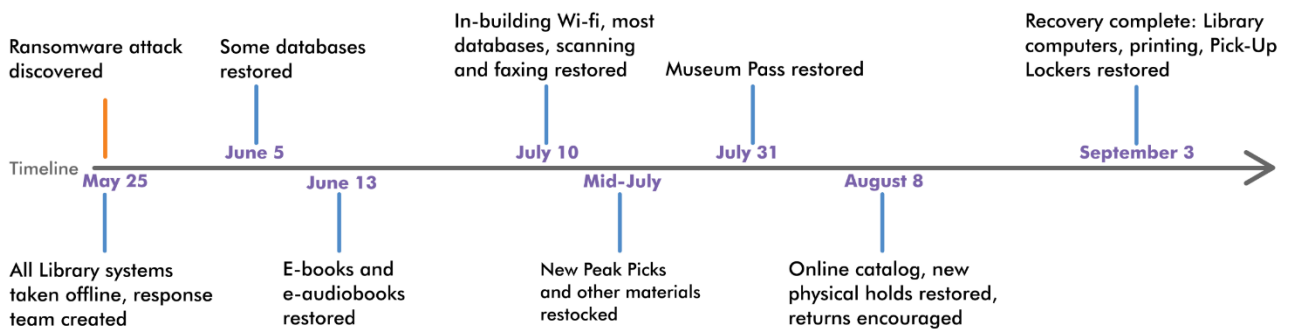 Ransomware attack
discovered
Some databases
restored
In-building Wi-fi, most
databases, scanning
and faxing restored
Museum Pass restored
Recovery complete: Library
computers, printing, Pick-Up
Lockers restored
Timeline
May 25
June 5
June 13
July 10
Mid-July
July 31
August 8
September 3
All Library systems
taken offline, response
team created
E-books and
e-audiobooks
restored
New Peak Picks
and other materials
restocked
Online catalog, new
physical holds restored,
returns encouraged